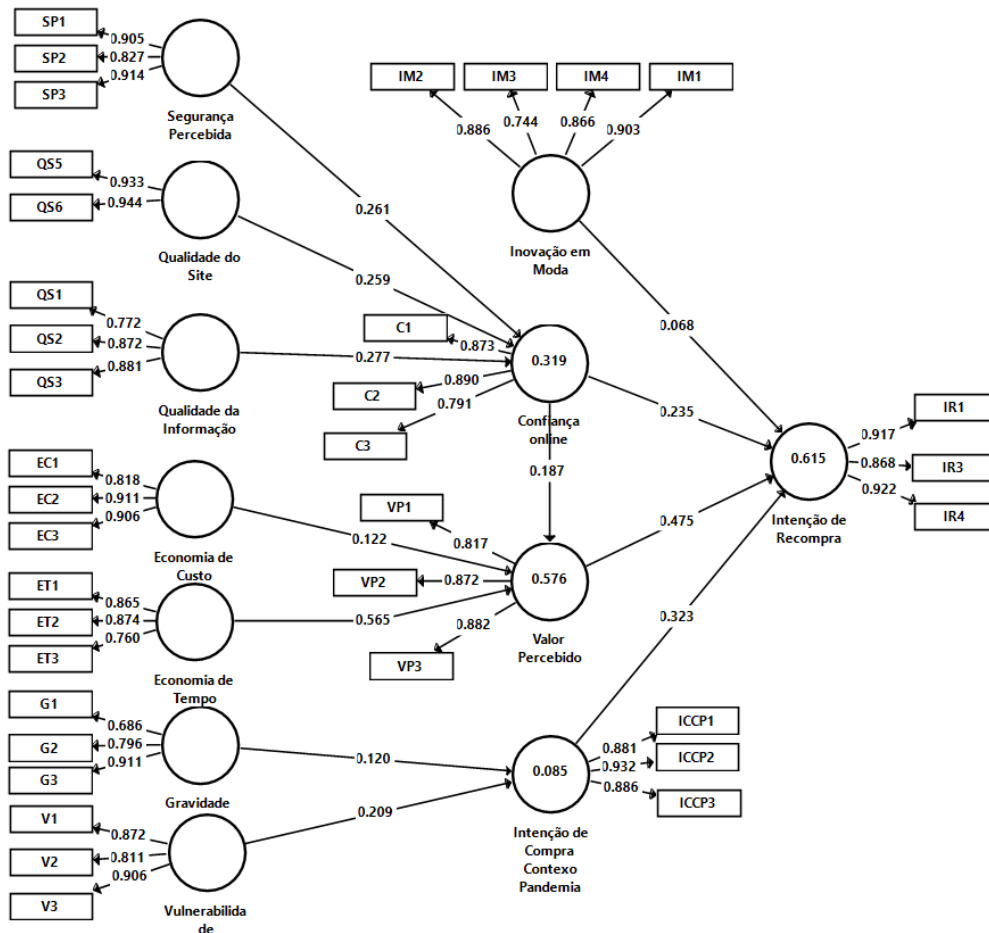 SP1
0.905
SP2
0.827
SP3
0.914
Segurança
Percebida
IM2
IM3
IM4
IM1
0.886
0.744
0.866
0.903
Inovação em
Moda
QS5
0.933
QS6
0.944
Qualidade do
Site
0.261
0.259
0.068
QS1
0.772
QS2
0.872
QS3
0.881
Qualidade da
Informação
0.277
C1
0.873
C2
0.890
C3
0.791
0.319
Confiança
online
0.235
0.187
EC1
0.818
EC2
0.911
EC3
0.906
Economia de
Custo
0.122
IR1
0.917
IR3
0.868
IR4
0.922
0.615
Intenção de
Recompra
VP1
0.817
VP2
0.872
VP3
0.882
0.576
Valor
Percebido
0.475
ET1
0.865
ET2
0.874
ET3
0.760
Economia de
Tempo
0.565
0.323
G1
0.686
G2
0.796
G3
0.911
Gravidade
0.120
ICCP1
0.881
ICCP2
0.932
ICCP3
0.886
0.085
Intenção de
Compra
Contexo
Pandemia
V1
0.872
V2
0.811
V3
0.906
0.209
Vulnerabilida
de